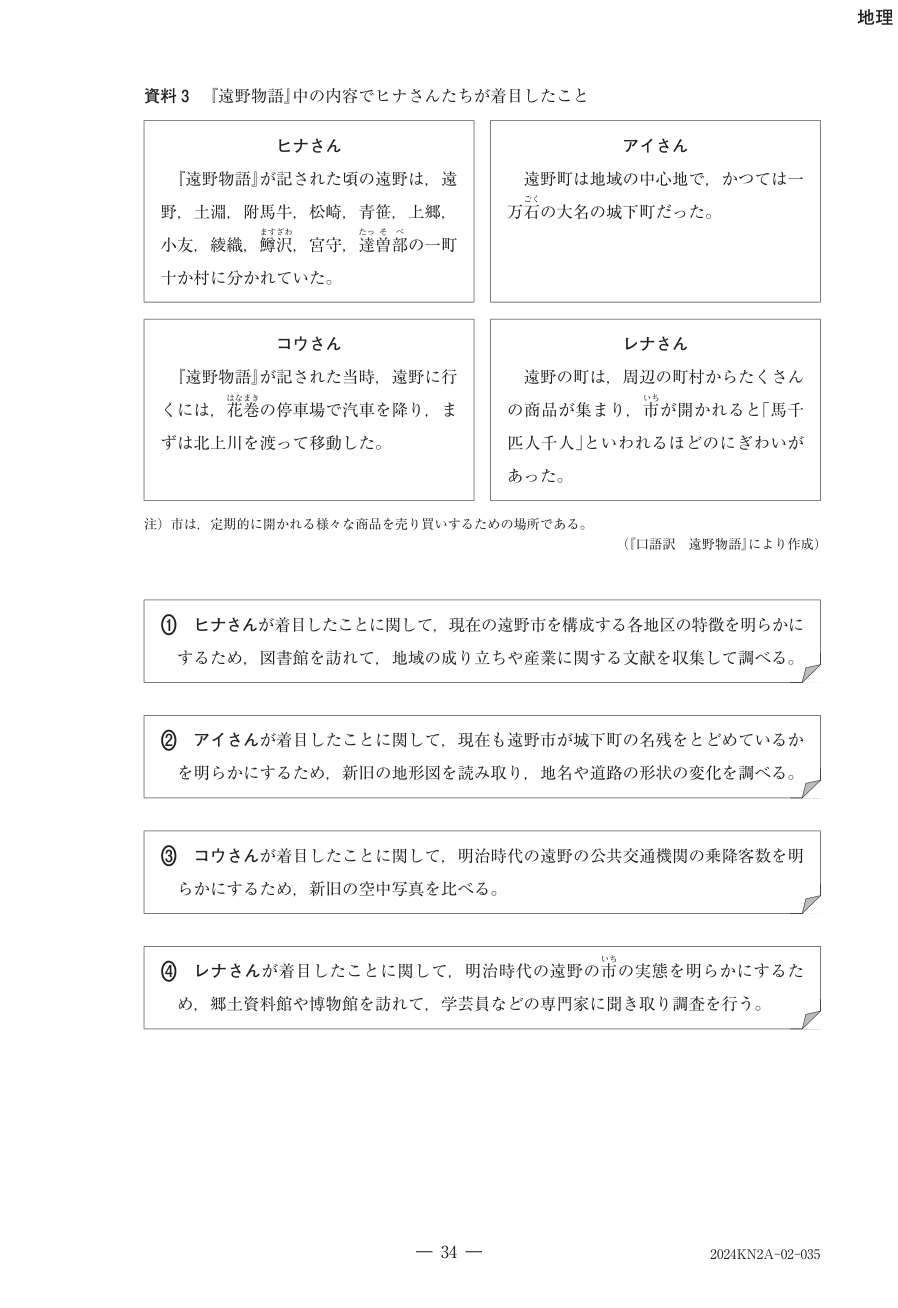 地理
資料3 『遠野物語』中の内容でヒナさんたちが着目したこと
ヒナさん
『遠野物語』が記された頃の遠野は，遠
野，土淵，附馬牛，松崎，青笹，上郷，
ますざわ たっそべ
小友，綾織，鱒沢，宮守，達曽部の一町
十か村に分かれていた。
アイさん
遠野町は地域の中心地で，かつては一
ごく
万石の大名の城下町だった。
コウさん
『遠野物語』が記された当時，遠野に行
はなまき
くには，花巻の停車場で汽車を降り，ま
ずは北上川を渡って移動した。
レナさん
遠野の町は，周辺の町村からたくさん
いち
の商品が集まり，市が開かれると「馬千
匹人千人」といわれるほどのにぎわいが
あった。
注）市は，定期的に開かれる様々な商品を売り買いするための場所である。
（『口語訳 遠野物語』により作成）
① ヒナさんが着目したことに関して，現在の遠野市を構成する各地区の特徴を明らかに
するため，図書館を訪れて，地域の成り立ちや産業に関する文献を収集して調べる。
② アイさんが着目したことに関して，現在も遠野市が城下町の名残をとどめているか
を明らかにするため，新旧の地形図を読み取り，地名や道路の形状の変化を調べる。
③ コウさんが着目したことに関して，明治時代の遠野の公共交通機関の乗降客数を明
らかにするため，新旧の空中写真を比べる。
いち
④ レナさんが着目したことに関して，明治時代の遠野の市の実態を明らかにするた
め，郷土資料館や博物館を訪れて，学芸員などの専門家に聞き取り調査を行う。
― 34 ―
2024KN2A-02-035